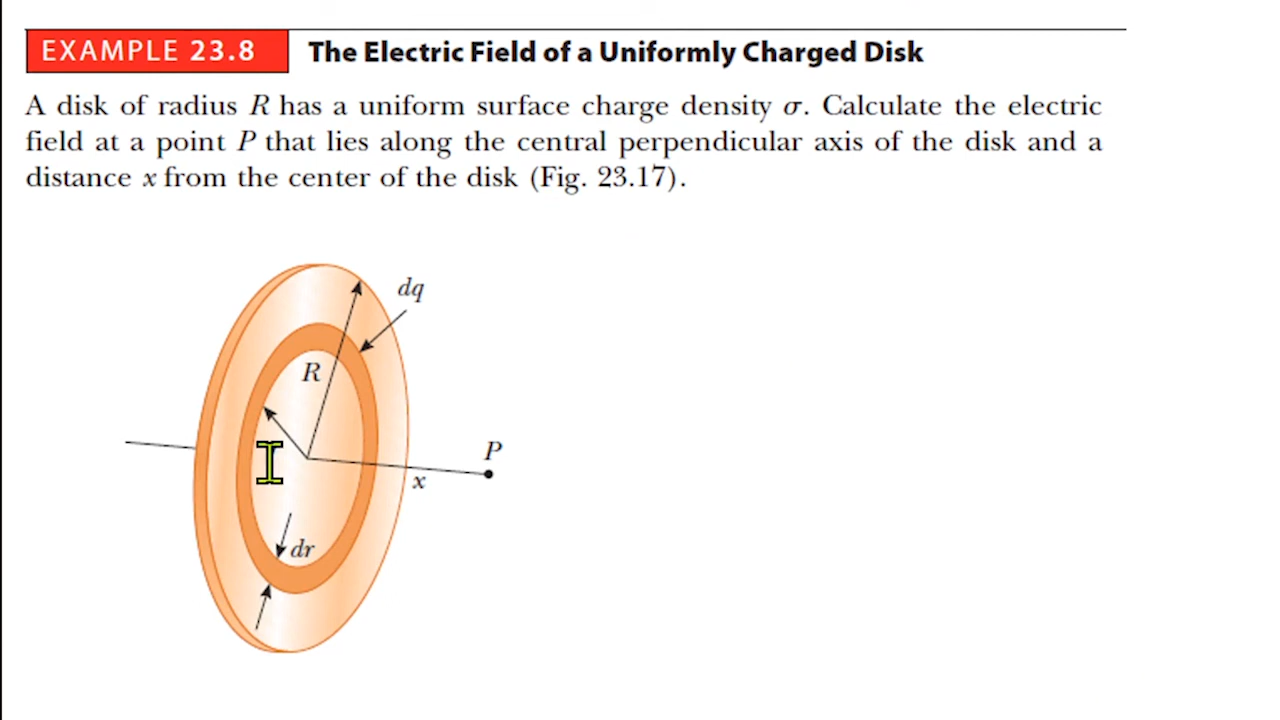 EXAMPLE 23.8 The Electric Field of a Uniformly Charged Disk
A disk of radius R has a uniform surface charge density σ. Calculate the electric
field at a point P that lies along the central perpendicular axis of the disk and a
distance x from the center of the disk (Fig. 23.17).
dq
R
P
x
dr